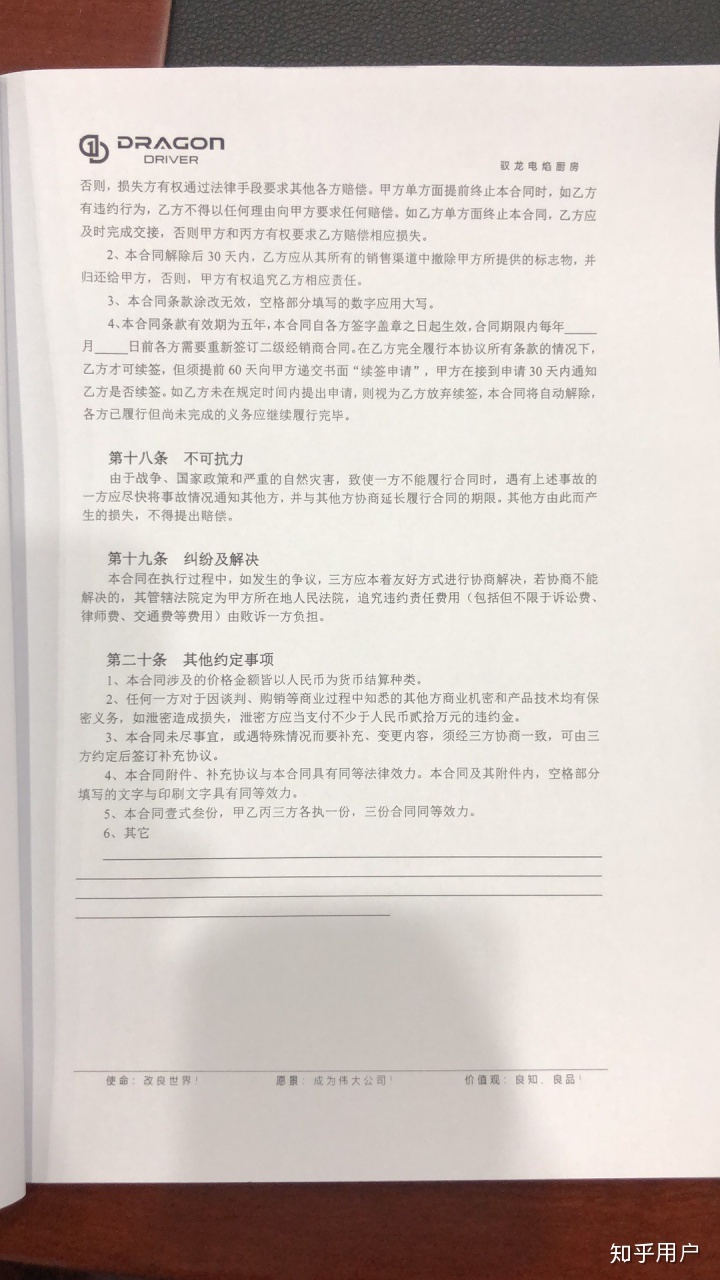 DRAGON
DRIVER
驭龙电焰厨房
否则，损失方有权通过法律手段要求其他各方赔偿。甲方单方面提前终止本合同时，如乙方
有违约行为，乙方不得以任何理由向甲方要求任何赔偿。如乙方单方面终止本合同，乙方应
及时完成交接，否则甲方和丙方有权要求乙方赔偿相应损失。
2、本合同解除后 30 天内，乙方应从其所有的销售渠道中撤除甲方所提供的标志物，并
归还给甲方，否则，甲方有权追究乙方相应责任。
3、本合同条款涂改无效，空格部分填写的数字应用大写。
4、本合同条款有效期为五年，本合同自各方签字盖章之日起生效，合同期限内每年_____
月_____日前各方需要重新签订二级经销商合同。在乙方完全履行本协议所有条款的情况下，
乙方才可续签，但须提前 60 天向甲方递交书面“续签申请”，甲方在接到申请 30 天内通知
乙方是否续签。如乙方未在规定时间内提出申请，则视为乙方放弃续签，本合同将自动解除，
各方已履行但尚未完成的义务应继续履行完毕。
第十八条 不可抗力
由于战争、国家政策和严重的自然灾害，致使一方不能履行合同时，遇有上述事故的
一方应尽快将事故情况通知其他方，并与其他方协商延长履行合同的期限。其他方由此而产
生的损失，不得提出赔偿。
第十九条 纠纷及解决
本合同在执行过程中，如发生的争议，三方应本着友好方式进行协商解决，若协商不能
解决的，其管辖法院定为甲方所在地人民法院，追究违约责任费用（包括但不限于诉讼费、
律师费、交通费等费用）由败诉一方负担。
第二十条 其他约定事项
1、本合同涉及的价格金额皆以人民币为货币结算种类。
2、任何一方对于因谈判、购销等商业过程中知悉的其他方商业机密和产品技术均有保
密义务，如泄密造成损失，泄密方应当支付不少于人民币贰拾万元的违约金。
3、本合同未尽事宜，或遇特殊情况而要补充、变更内容，须经三方协商一致，可由三
方约定后签订补充协议。
4、本合同附件、补充协议与本合同具有同等法律效力。本合同及其附件内，空格部分
填写的文字与印刷文字具有同等效力。
5、本合同壹式叁份，甲乙丙三方各执一份，三份合同同等效力。
6、其它
使命：改良世界！ 愿景：成为伟大公司！ 价值观：良知、良品！
知乎用户